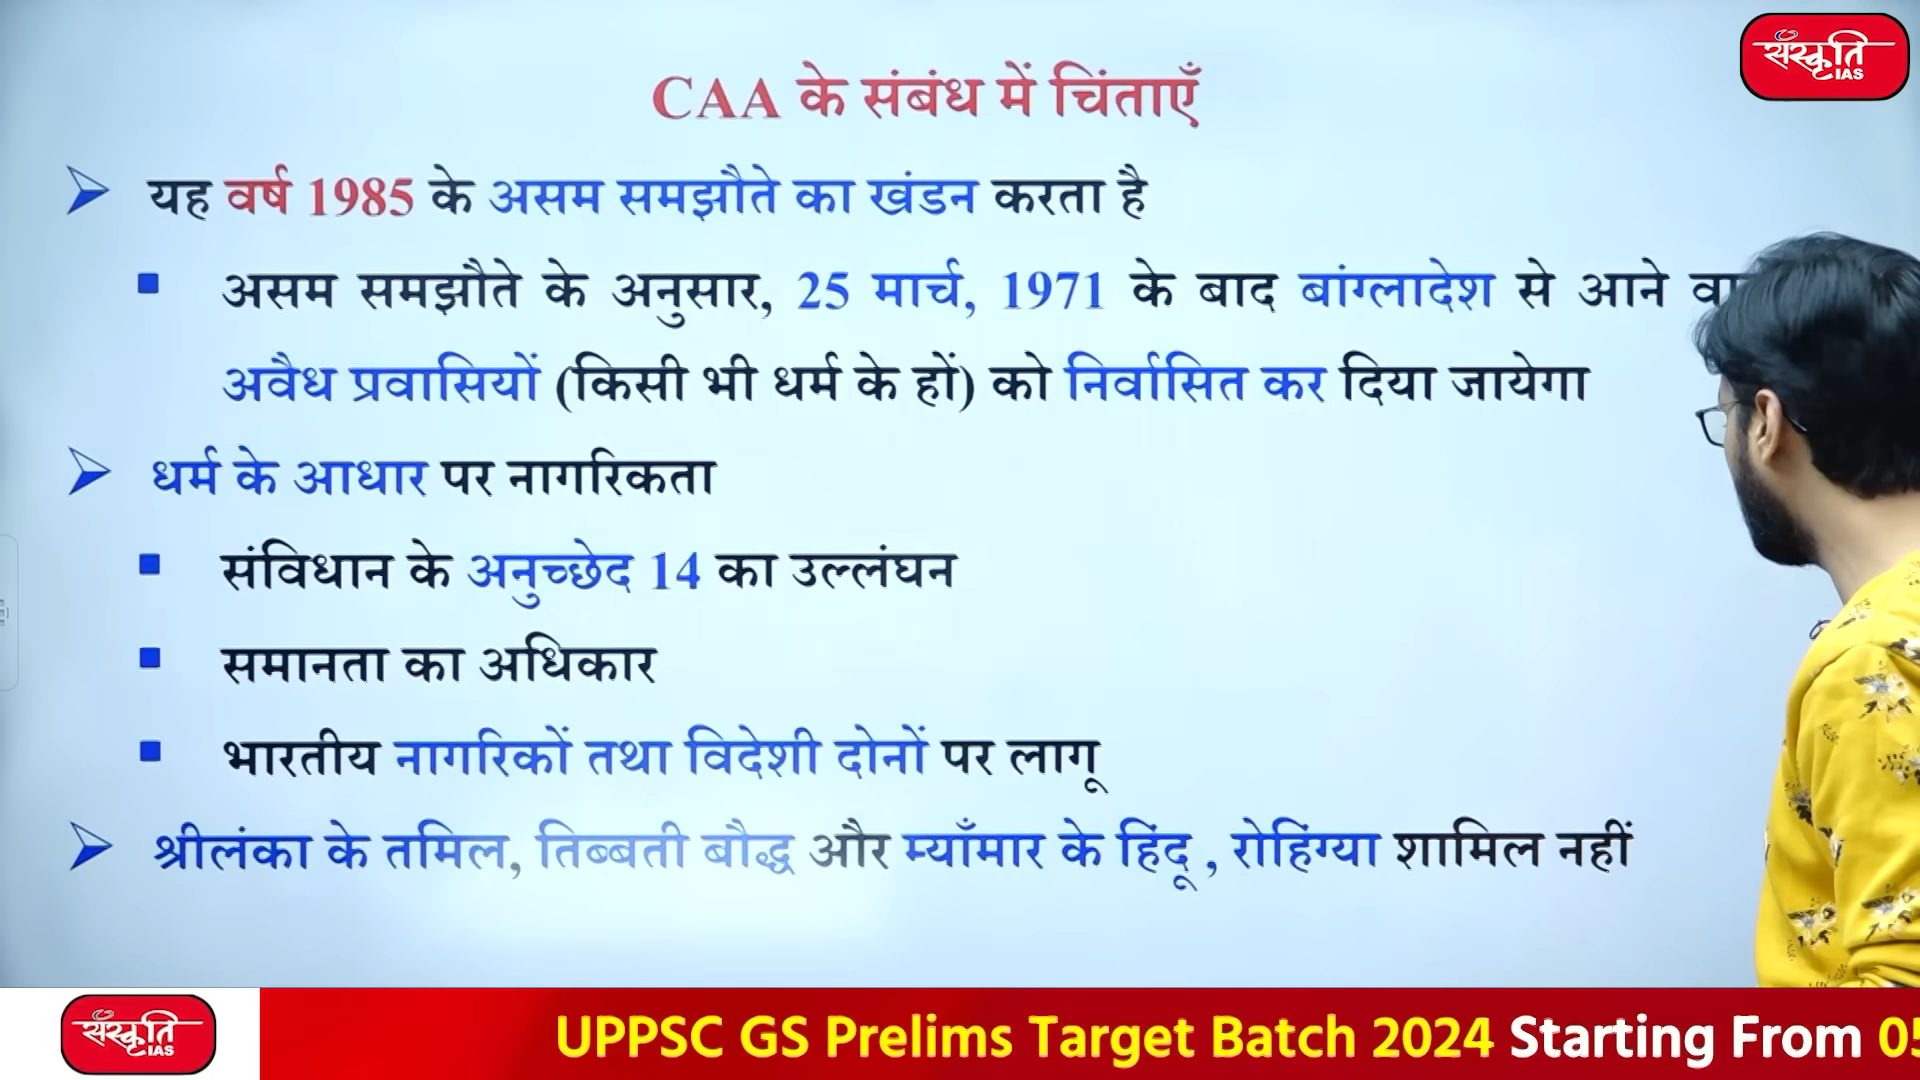 संस्कृति
IAS
CAA के संबंध में चिंताएँ
यह वर्ष 1985 के असम समझौते का खंडन करता है
असम समझौते के अनुसार, 25 मार्च, 1971 के बाद बांग्लादेश से आने
अवैध प्रवासियों (किसी भी धर्म के हों) को निर्वासित कर दिया जायेगा
धर्म के आधार पर नागरिकता
संविधान के अनुच्छेद 14 का उल्लंघन
समानता का अधिकार
भारतीय नागरिकों तथा विदेशी दोनों पर लागू
श्रीलंका के तमिल, तिब्बती बौद्ध और म्याँमार के हिंदू , रोहिंग्या शामिल नहीं
संस्कृति
IAS
UPPSC GS Prelims Target Batch 2024 Starting From